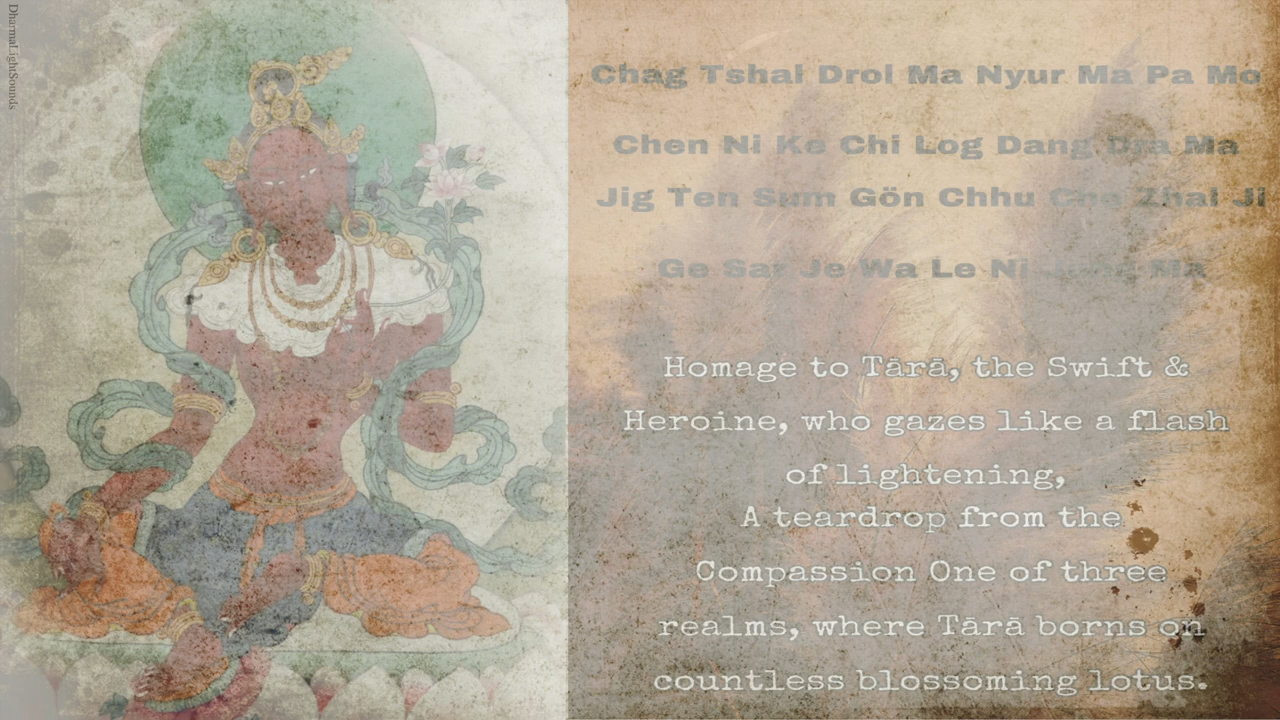 DharmaLightSounds
Chag Tshal Drol Ma Nyur Ma Pa Mo
Chen Ni Ke Chi Log Dang Dra Ma
Jig Ten Sum Gön Chhu Che Zhal Ji
Ge Sar Je Wa Le Ni Ma
Homage to Tārā, the Swift &
Heroine, who gazes like a flash
of lightening,
A teardrop from the
Compassion One of three
realms, where Tārā borns on
countless blossoming lotus.